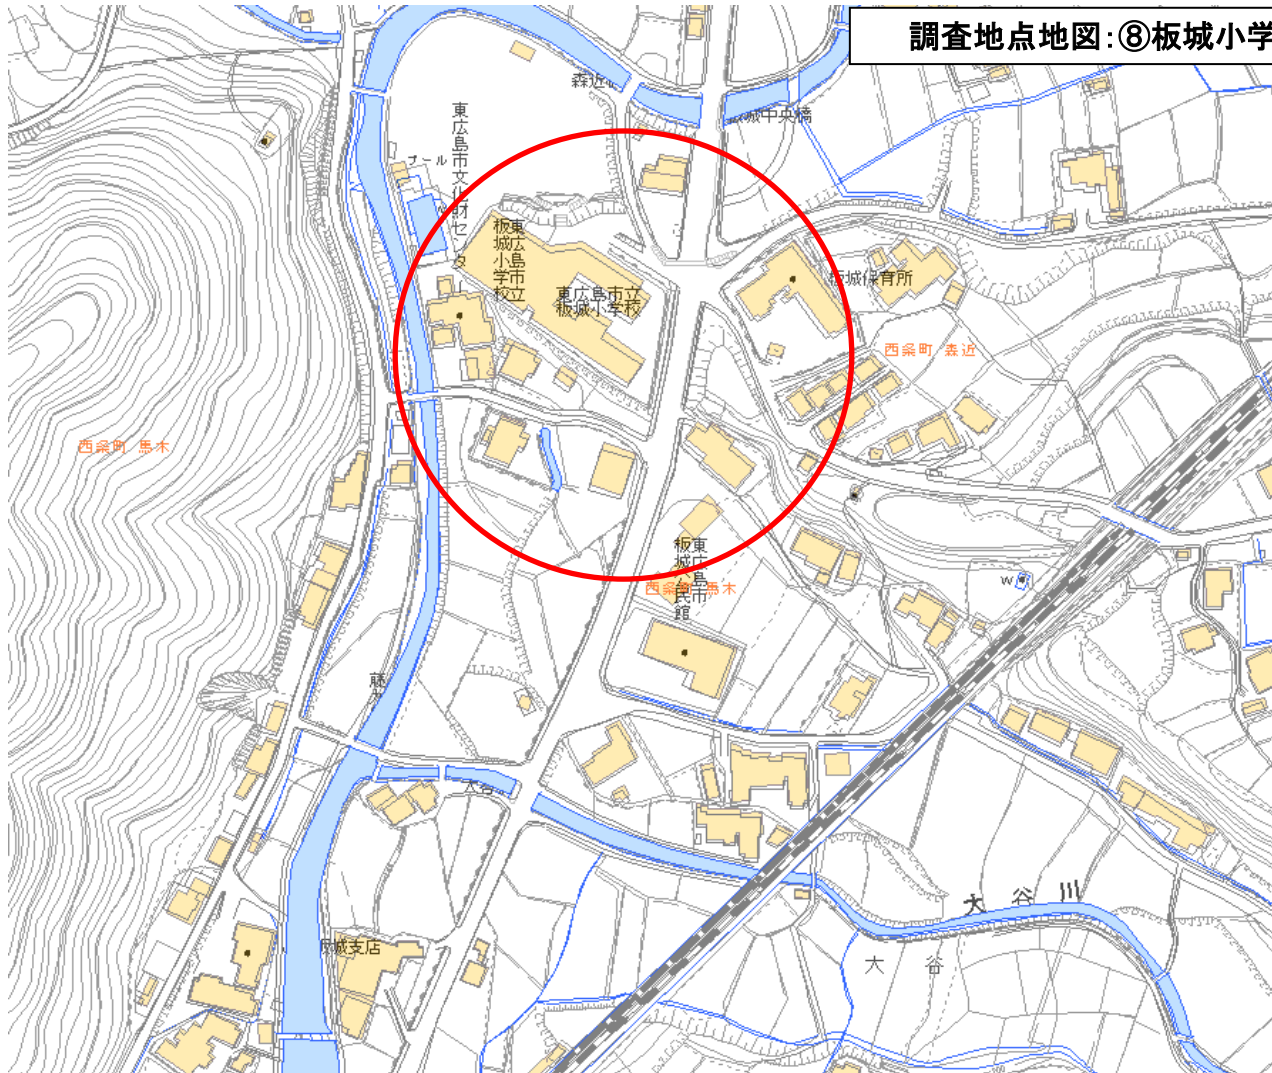 調査地点地図:⑧板城小学
森近
板城中央橋
プール
東広島市文化財センタ
東広島市立
板城小学校
東広島市立
板城小学校
板城保育所
西条町 森近
西条町 馬木
東広島市
板城公民館
西条町 馬木
W
藤
大谷
大谷川
大谷
板城支店